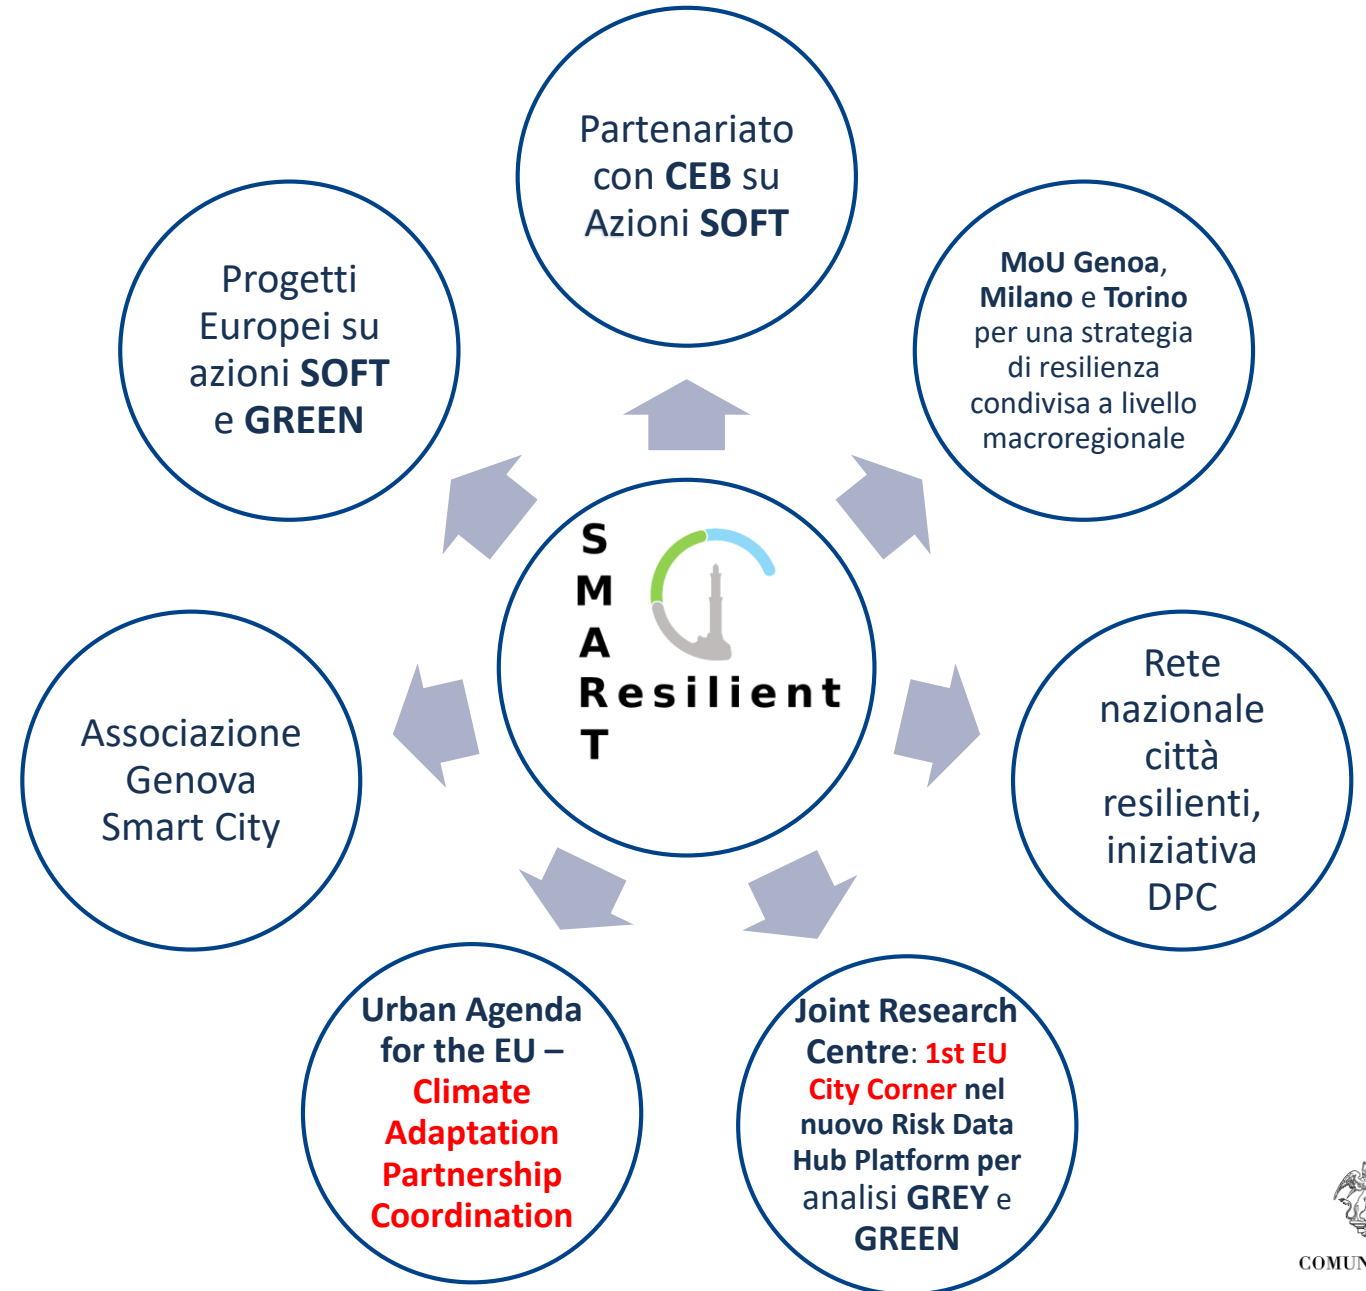 Partenariato
con CEB su
Azioni SOFT
MoU Genoa,
Milano e Torino
per una strategia
di resilienza
condivisa a livello
macroregionale
Rete
nazionale
città
resilienti,
iniziativa
DPC
Joint Research
Centre: 1st EU
City Corner nel
nuovo Risk Data
Hub Platform per
analisi GREY e
GREEN
Urban Agenda
for the EU –
Climate
Adaptation
Partnership
Coordination
Associazione
Genova
Smart City
Progetti
Europei su
azioni SOFT
e GREEN
S
M
A
Resilient
T